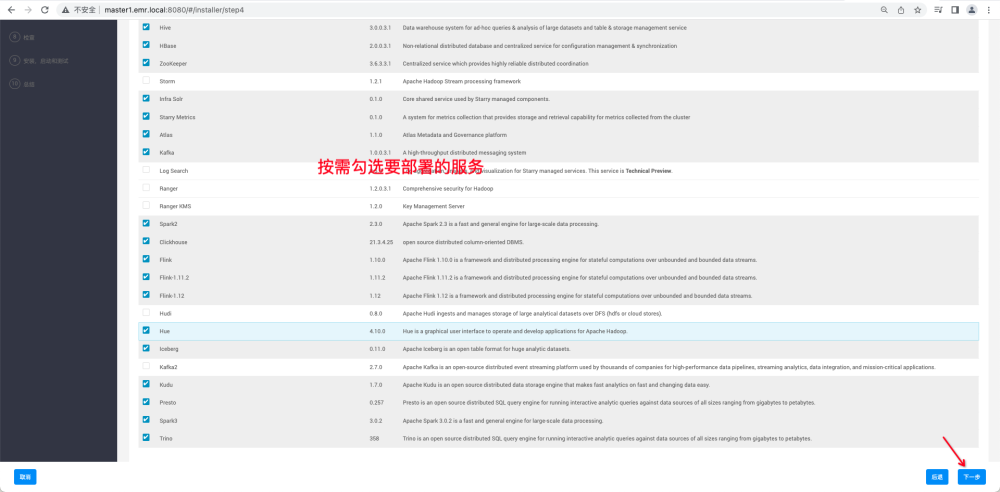 不安全 | master1.emr.local:8080/#/installer/step4
Hive 3.0.0.3.1 Data warehouse system for ad-hoc queries & analysis of large datasets and table & storage management service
8 检查
HBase 2.0.0.3.1 Non-relational distributed database and centralized service for configuration management & synchronization
9 安装、启动和测试
ZooKeeper 3.6.3.3.1 Centralized service which provides highly reliable distributed coordination
10 总结
Storm 1.2.1 Apache Hadoop Stream processing framework
Infra Solr 0.1.0 Core shared service used by Starry managed components.
Starry Metrics 0.1.0 A system for metrics collection that provides storage and retrieval capability for metrics collected from the cluster
Atlas 1.1.0 Atlas Metadata and Governance platform
Kafka 1.0.0.3.1 A high-throughput distributed messaging system
按需勾选要部署的服务
Log Search visualization for Starry managed services. This service is Technical Preview.
Ranger 1.2.0.3.1 Comprehensive security for Hadoop
Ranger KMS 1.2.0 Key Management Server
Spark2 2.3.0 Apache Spark 2.3 is a fast and general engine for large-scale data processing.
Clickhouse 21.3.4.25 open source distributed column-oriented DBMS.
Flink 1.10.0 Apache Flink 1.10.0 is a framework and distributed processing engine for stateful computations over unbounded and bounded data streams.
Flink-1.11.2 1.11.2 Apache Flink 1.11.2 is a framework and distributed processing engine for stateful computations over unbounded and bounded data streams.
Flink-1.12 1.12 Apache Flink 1.12 is a framework and distributed processing engine for stateful computations over unbounded and bounded data streams.
Hudi 0.8.0 Apache Hudi ingests and manages storage of large analytical datasets over DFS (hdfs or cloud stores).
Hue 4.10.0 Hue is a graphical user interface to operate and develop applications for Apache Hadoop
Iceberg 0.11.0 Apache Iceberg is an open table format for huge analytic datasets.
Kafka2 2.7.0 Apache Kafka is an open-source distributed event streaming platform used by thousands of companies for high-performance data pipelines, streaming analytics, data integration, and mission-critical applications.
Kudu 1.7.0 Apache Kudu is an open source distributed data storage engine that makes fast analytics on fast and changing data easy.
Presto 0.257 Presto is an open source distributed SQL query engine for running interactive analytic queries against data sources of all sizes ranging from gigabytes to petabytes.
Spark3 3.0.2 Apache Spark 3.0.2 is a fast and general engine for large-scale data processing.
Trino 358 Trino is an open source distributed SQL query engine for running interactive analytic queries against data sources of all sizes ranging from gigabytes to petabytes.
取消 后退 下一步